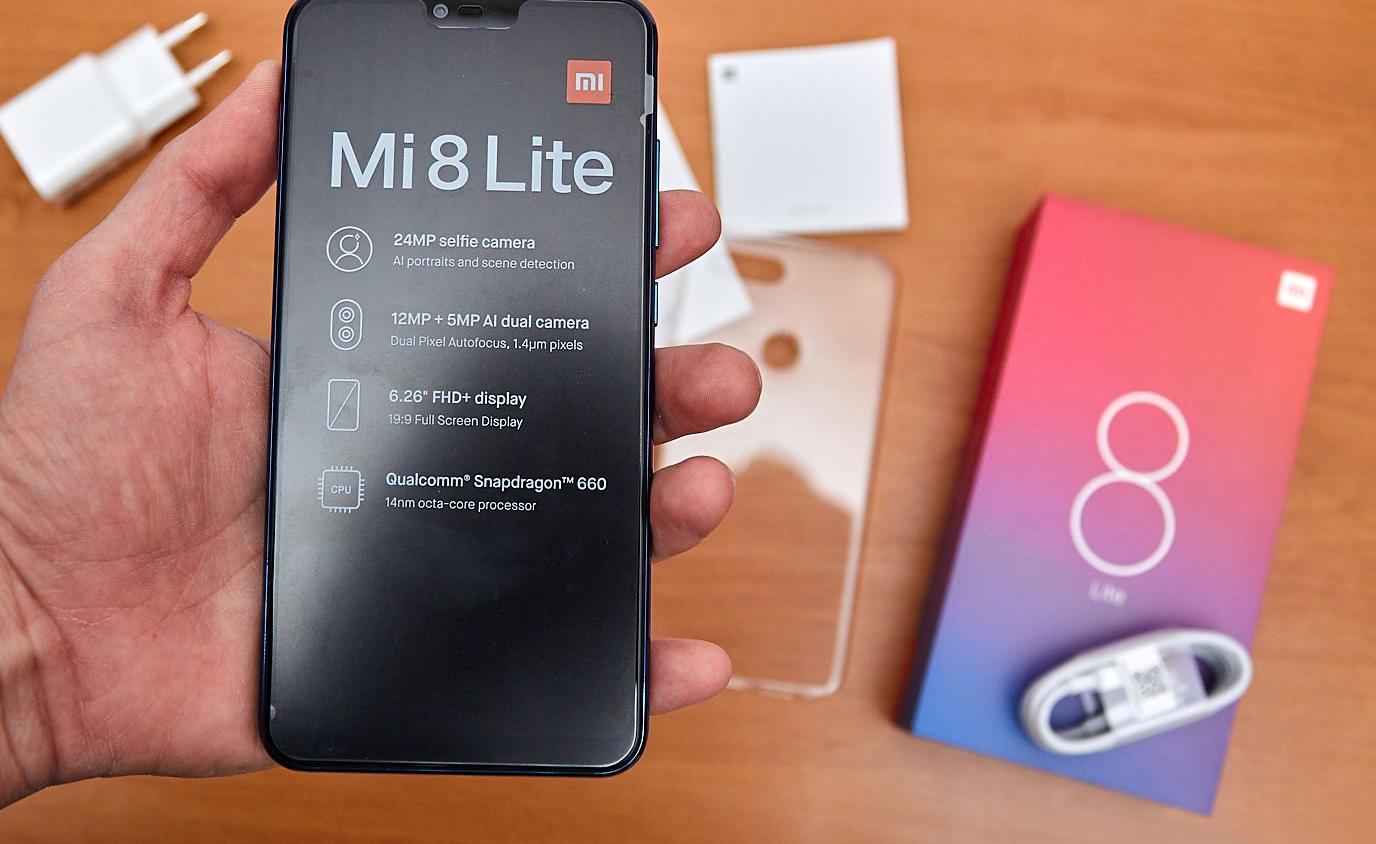 mi
Mi 8 Lite
24MP selfie camera
AI portraits and scene detection
12MP + 5MP AI dual camera
Dual Pixel Autofocus, 1.4µm pixels
6.26" FHD+ display
19:9 Full Screen Display
CPU
Qualcomm® Snapdragon™ 660
14nm octa-core processor
mi
8
Lite